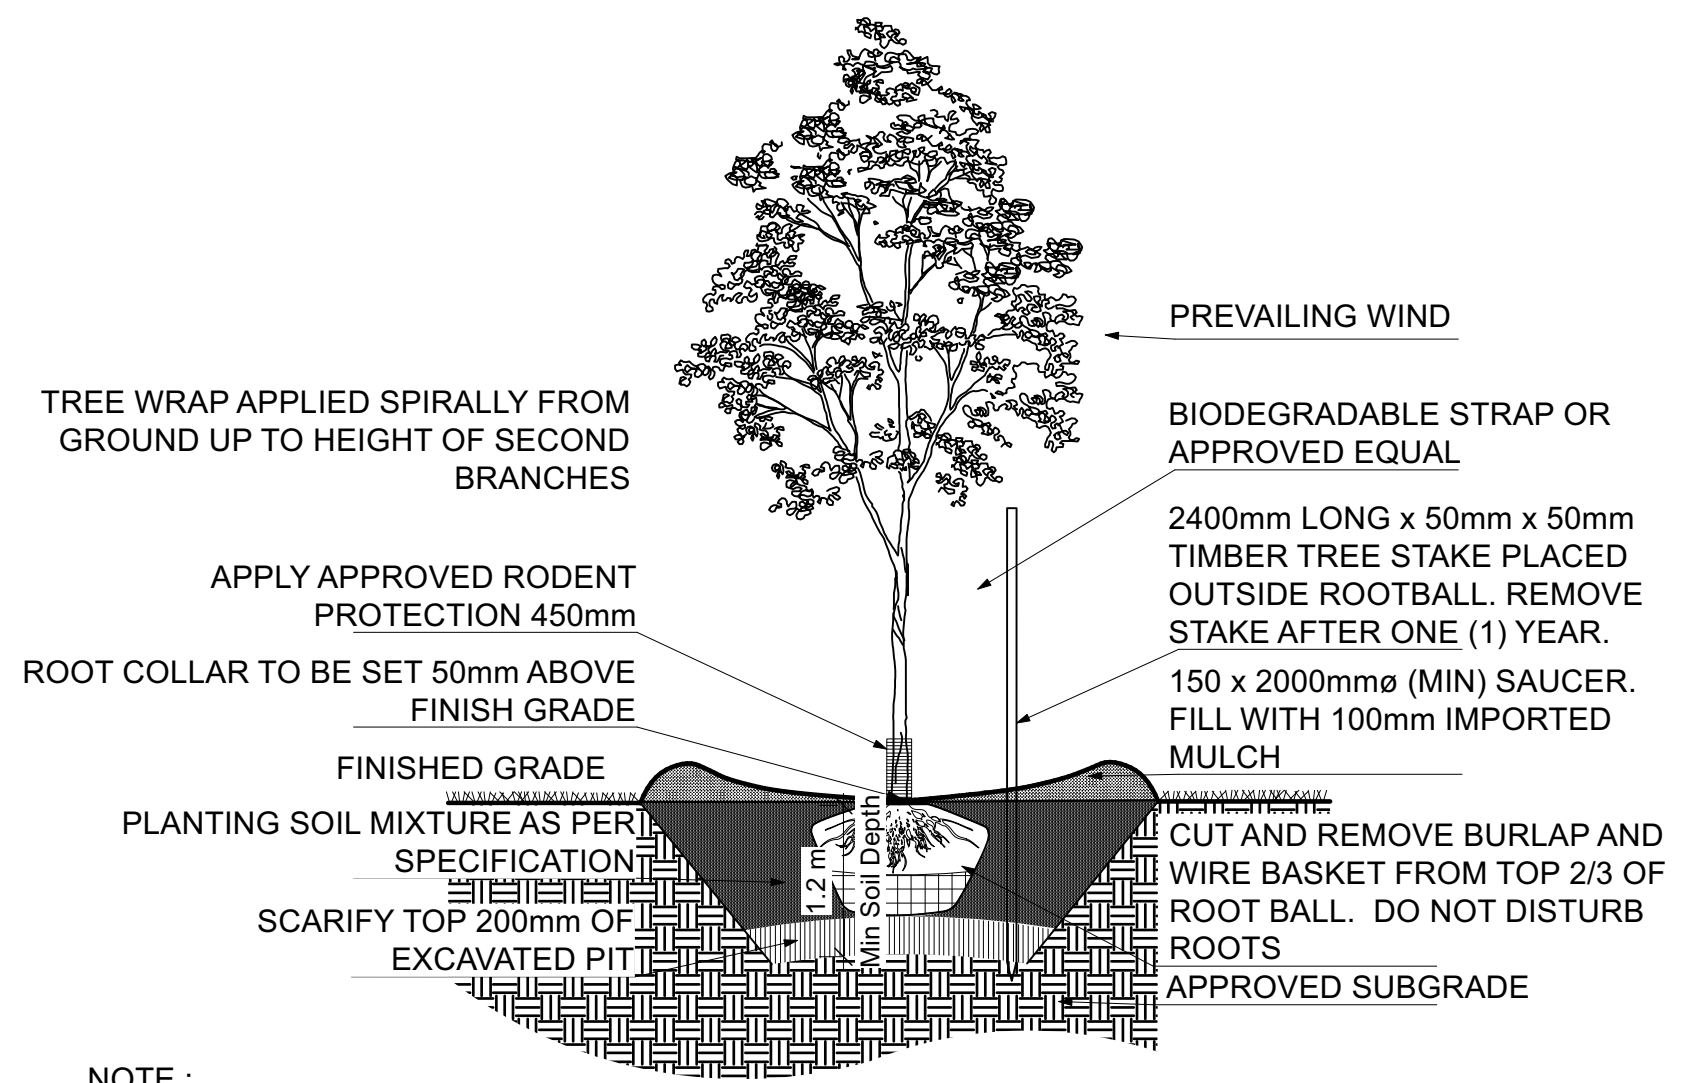 TREE WRAP APPLIED SPIRALLY FROM
GROUND UP TO HEIGHT OF SECOND
BRANCHES
APPLY APPROVED RODENT
PROTECTION 450mm
ROOT COLLAR TO BE SET 50mm ABOVE
FINISH GRADE
FINISHED GRADE
PLANTING SOIL MIXTURE AS PER
SPECIFICATION
SCARIFY TOP 200mm OF
EXCAVATED PIT
1.2 m
Min Soil Depth
PREVAILING WIND
BIODEGRADABLE STRAP OR
APPROVED EQUAL
2400mm LONG x 50mm x 50mm
TIMBER TREE STAKE PLACED
OUTSIDE ROOTBALL. REMOVE
STAKE AFTER ONE (1) YEAR.
150 x 2000mmø (MIN) SAUCER.
FILL WITH 100mm IMPORTED
MULCH
CUT AND REMOVE BURLAP AND
WIRE BASKET FROM TOP 2/3 OF
ROOT BALL.  DO NOT DISTURB
ROOTS
APPROVED SUBGRADE
NOTE :